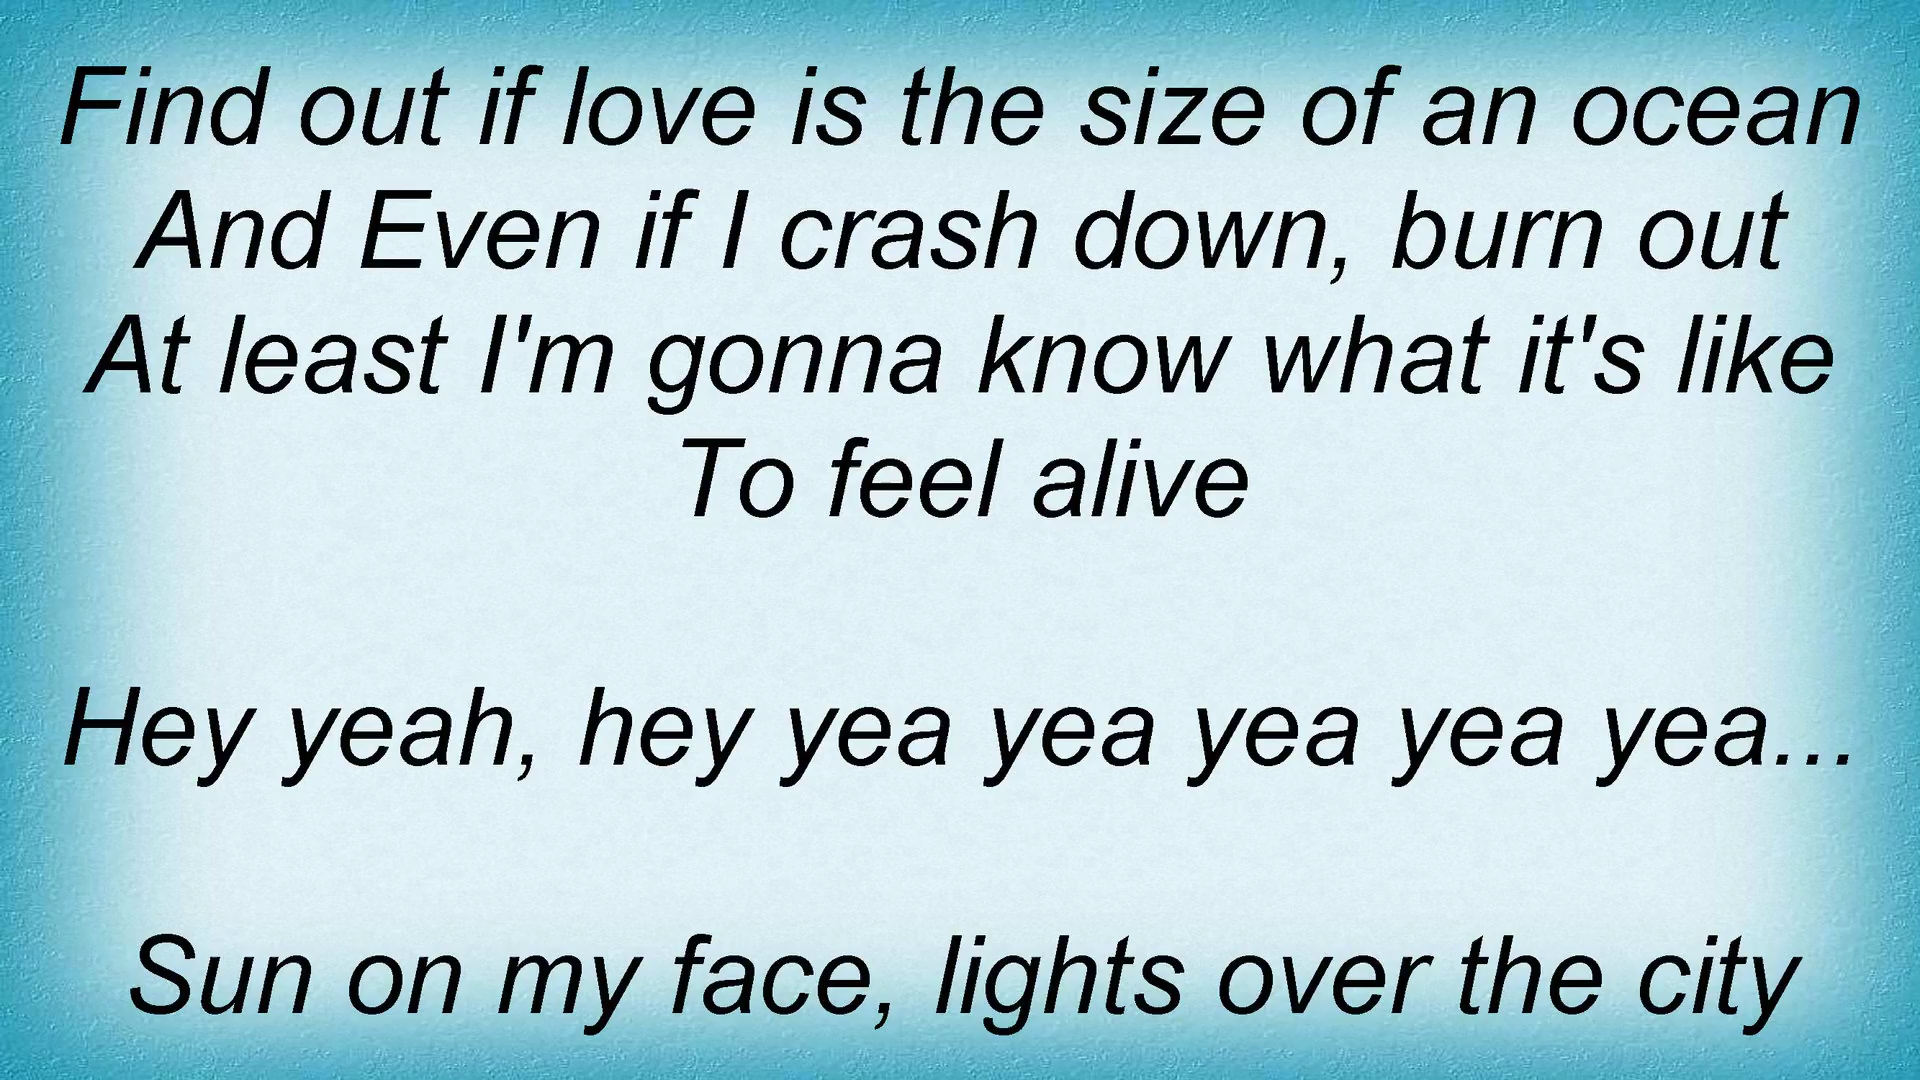 Find out if love is the size of an ocean
And Even if I crash down, burn out
At least I'm gonna know what it's like
To feel alive
Hey yeah, hey yea yea yea yea yea...
Sun on my face, lights over the city